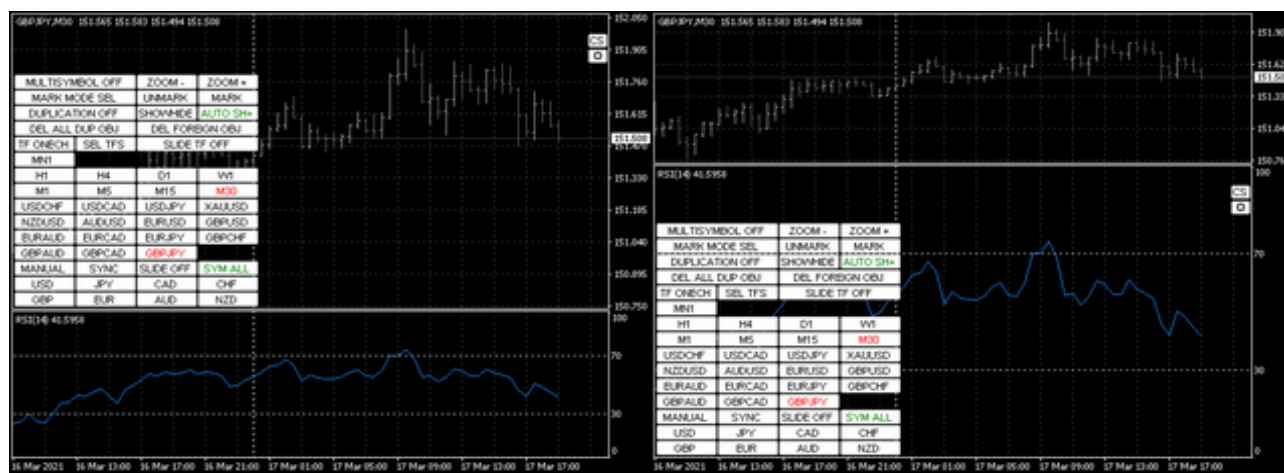 GBPJPY,M30 151.565 151.583 151.494 151.508
152.050
151.905
CS
O
151.760
MULTISYMBOL OFF ZOOM - ZOOM +
MARK MODE SEL UNMARK MARK
DUPLICATION OFF SHOWHIDE AUTO SH+
151.615
DEL ALL DUP OBJ DEL FOREIGN OBJ
151.508
TF ONECH SEL TFS SLIDE TF OFF
151.470
MN1
H1 H4 D1 W1
151.330
M1 M5 M15 M30
USDCHF USDCAD USDJPY XAUUSD
151.185
NZDUSD AUDUSD EURUSD GBPUSD
EURAUD EURCAD EURJPY GBPCHF
151.040
GBPAUD GBPCAD GBPJPY
MANUAL SYNC SLIDE OFF SYM ALL
150.895
USD JPY CAD CHF
GBP EUR AUD NZD
150.750
RSI(14) 41.5958
100
70
30
0
16 Mar 2021 16 Mar 13:00 16 Mar 17:00 16 Mar 21:00 17 Mar 01:00 17 Mar 05:00 17 Mar 09:00 17 Mar 13:00 17 Mar 17:00
GBPJPY,M30 151.565 151.583 151.494 151.508
151.90
151.62
151.50
151.33
151.04
150.76
RSI(14) 41.5958
100
CS
O
MULTISYMBOL OFF ZOOM - ZOOM +
MARK MODE SEL UNMARK MARK
70
DUPLICATION OFF SHOWHIDE AUTO SH+
DEL ALL DUP OBJ DEL FOREIGN OBJ
TF ONECH SEL TFS SLIDE TF OFF
MN1
H1 H4 D1 W1
M1 M5 M15 M30
USDCHF USDCAD USDJPY XAUUSD
NZDUSD AUDUSD EURUSD GBPUSD
30
EURAUD EURCAD EURJPY GBPCHF
GBPAUD GBPCAD GBPJPY
MANUAL SYNC SLIDE OFF SYM ALL
USD JPY CAD CHF
GBP EUR AUD NZD
0
16 Mar 2021 16 Mar 13:00 16 Mar 17:00 16 Mar 21:00 17 Mar 01:00 17 Mar 05:00 17 Mar 09:00 17 Mar 13:00 17 Mar 17:00